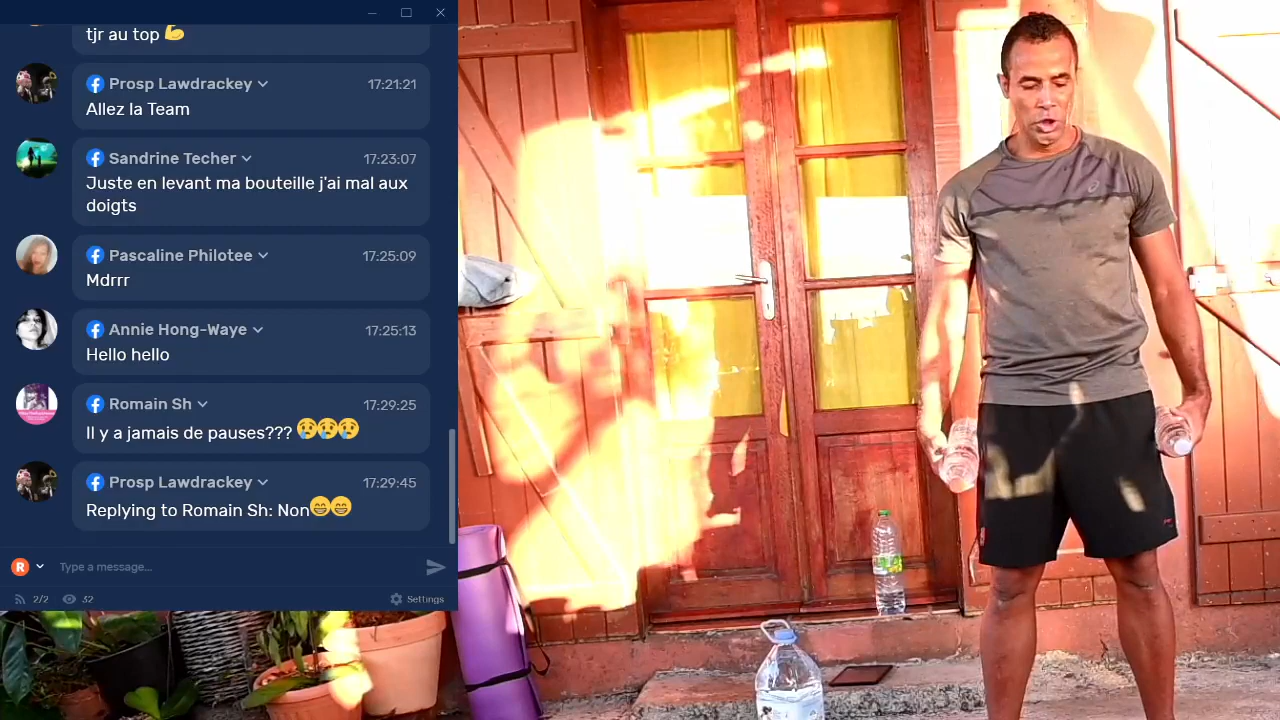 tjr au top 💪
Prosp Lawdrackey 17:21:21
Allez la Team
Sandrine Techer 17:23:07
Juste en levant ma bouteille j'ai mal aux
doigts
Pascaline Philotee 17:25:09
Mdrrr
Annie Hong-Waye 17:25:13
Hello hello
Romain Sh 17:29:25
Il y a jamais de pauses??? 😢😢😢
Prosp Lawdrackey 17:29:45
Replying to Romain Sh: Non😁😁
R
Type a message...
2/2 32 Settings